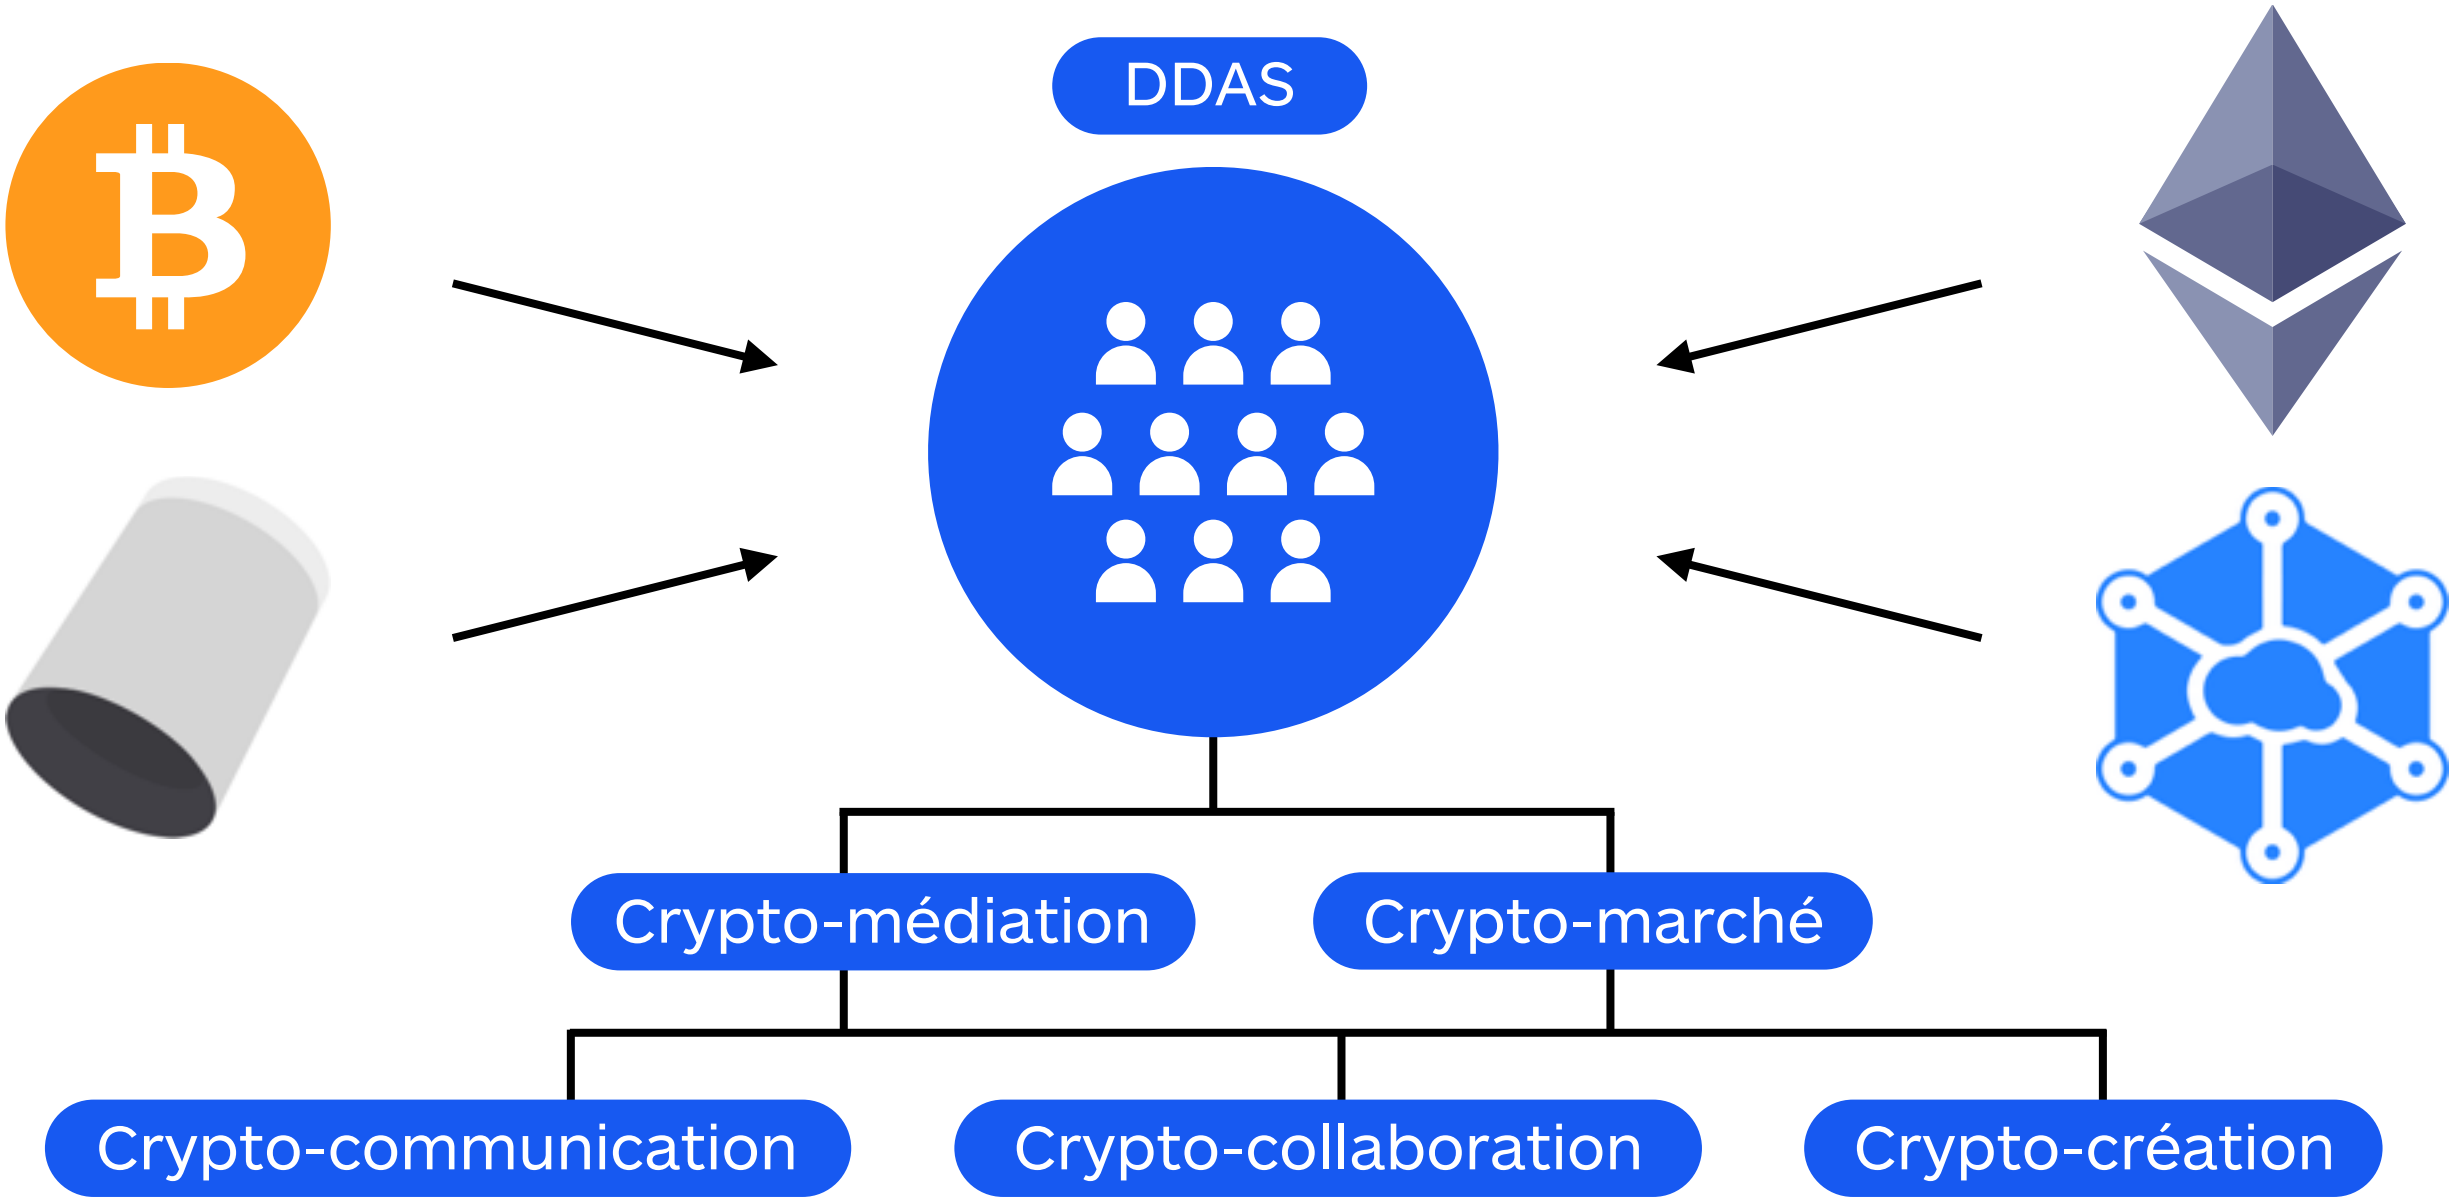 DDAS
Crypto-médiation
Crypto-marché
Crypto-communication
Crypto-collaboration
Crypto-création